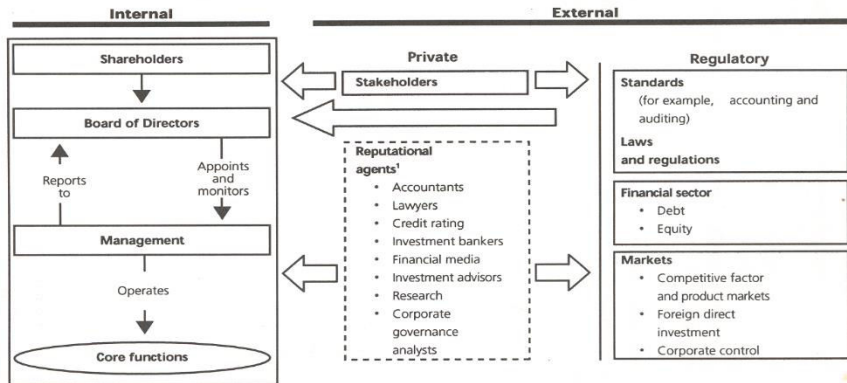 Internal
External
Shareholders
Board of Directors
Reports
to
Appoints
and
monitors
Management
Operates
Core functions
Private
Stakeholders
Reputational
agents¹
• Accountants
• Lawyers
• Credit rating
• Investment bankers
• Financial media
• Investment advisors
• Research
• Corporate
governance
analysts
Regulatory
Standards
(for example, accounting and
auditing)
Laws
and regulations
Financial sector
• Debt
• Equity
Markets
• Competitive factor
and product markets
• Foreign direct
investment
• Corporate control